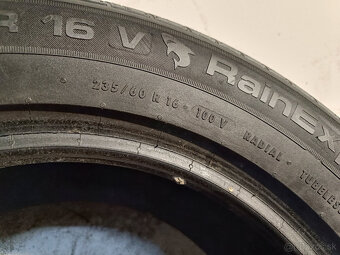 R 16 V RainEx
235/60 R 16 100 V RADIAL - TUBELESS